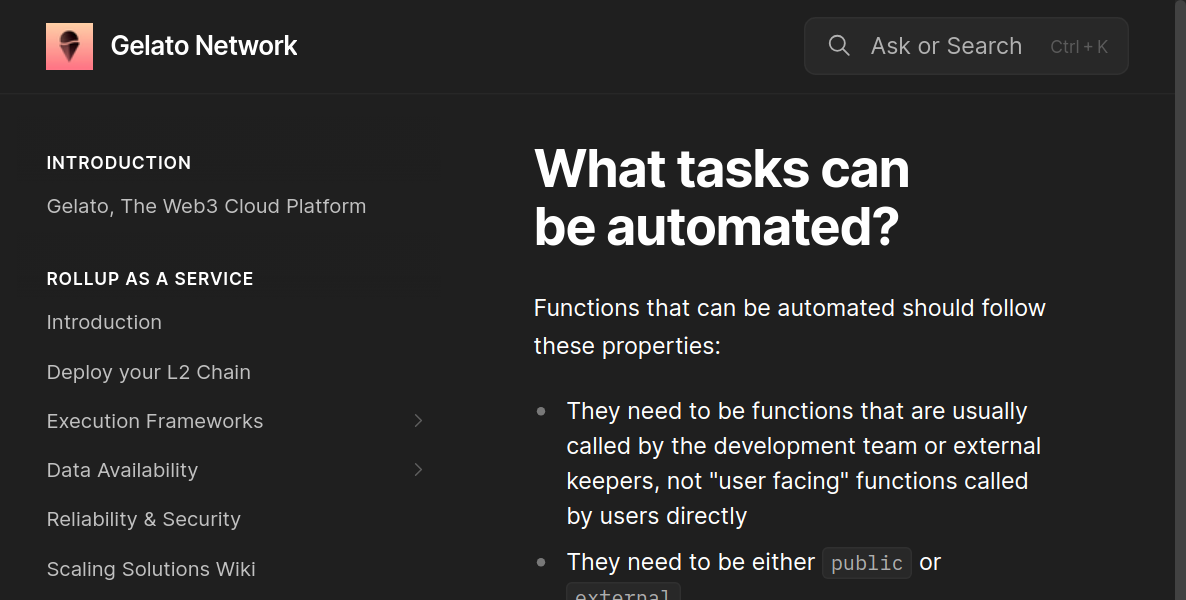 Gelato Network
Ask or Search Ctrl + K
INTRODUCTION
Gelato, The Web3 Cloud Platform
ROLLUP AS A SERVICE
Introduction
Deploy your L2 Chain
Execution Frameworks
Data Availability
Reliability & Security
Scaling Solutions Wiki
What tasks can
be automated?
Functions that can be automated should follow
these properties:
They need to be functions that are usually
called by the development team or external
keepers, not "user facing" functions called
by users directly
They need to be either public or
external